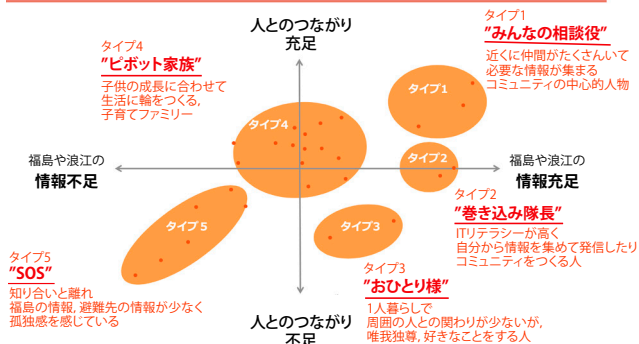 タイプ1
”みんなの相談役”
近くに仲間がたくさんいて
必要な情報が集まる
コミュニティの中心的人物
人とのつながり
充足
タイプ4
”ピボット家族”
子供の成長に合わせて
生活に輪をつくる,
子育てファミリー
タイプ1
タイプ4
タイプ2
福島や浪江の
情報不足
福島や浪江の
情報充足
タイプ2
”巻き込み隊長”
ITリテラシーが高く
自分から情報を集めて発信したり
コミュニティをつくる人
タイプ5
タイプ3
タイプ5
”SOS”
知り合いと離れ
福島の情報, 避難先の情報が少なく
孤独感を感じている
タイプ3
”おひとり様”
1人暮らしで
周囲の人との関わりが少ないが,
唯我独尊, 好きなことをする人
人とのつながり
不足